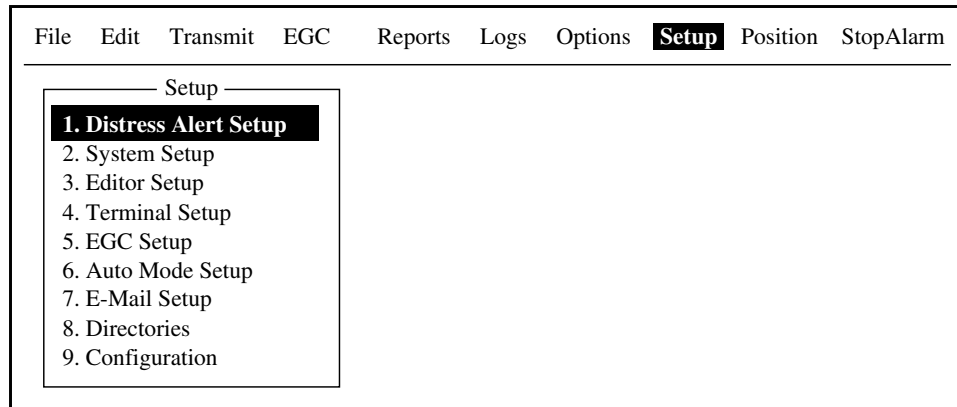 File Edit Transmit EGC Reports Logs Options Setup Position StopAlarm
Setup
1. Distress Alert Setup
2. System Setup
3. Editor Setup
4. Terminal Setup
5. EGC Setup
6. Auto Mode Setup
7. E-Mail Setup
8. Directories
9. Configuration